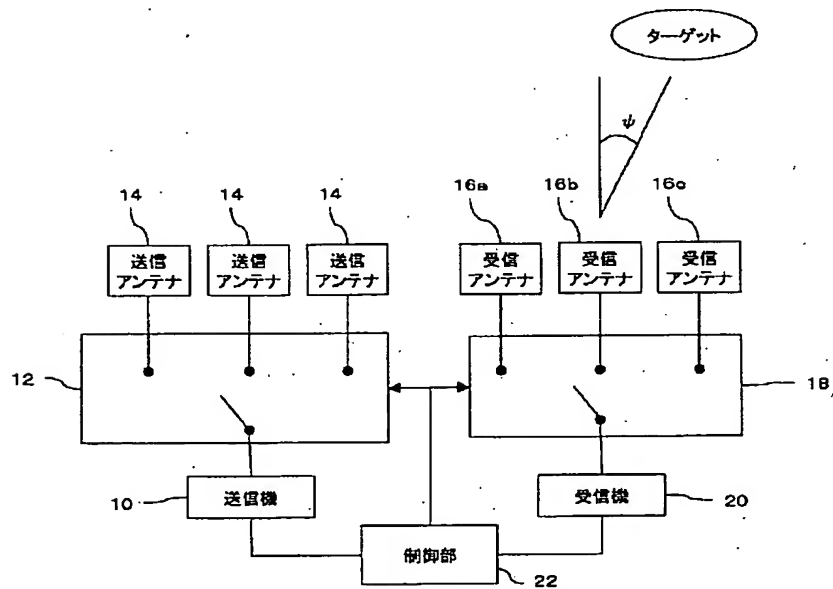 ターゲット
ψ
14
14
14
16a
16b
16c
送信
アンテナ
送信
アンテナ
送信
アンテナ
受信
アンテナ
受信
アンテナ
受信
アンテナ
12
18
10
送信機
受信機
20
制御部
22